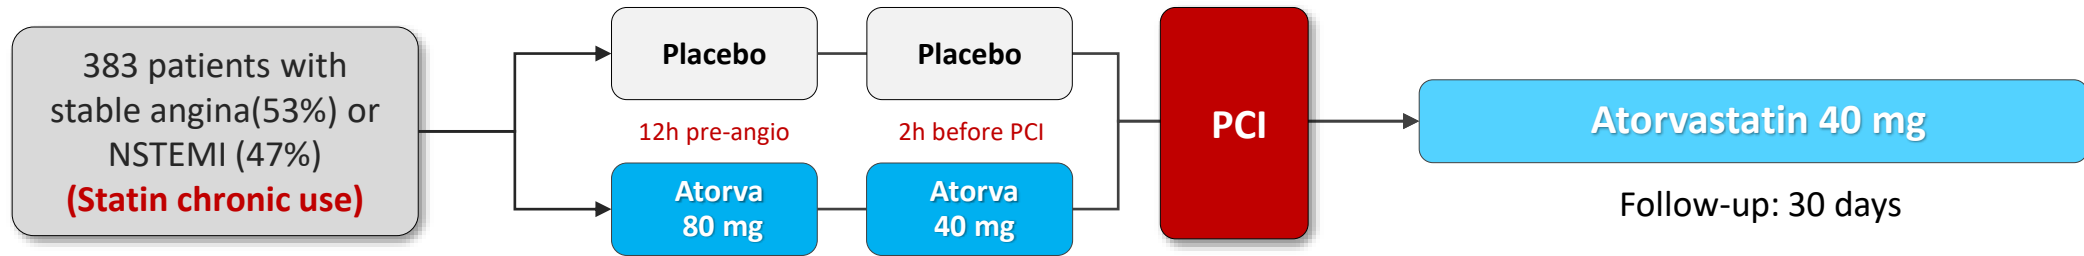 383 patients with
stable angina(53%) or
NSTEMI (47%)
(Statin chronic use)
Placebo
Placebo
12h pre-angio
2h before PCI
Atorva
80 mg
Atorva
40 mg
PCI
Atorvastatin 40 mg
Follow-up: 30 days